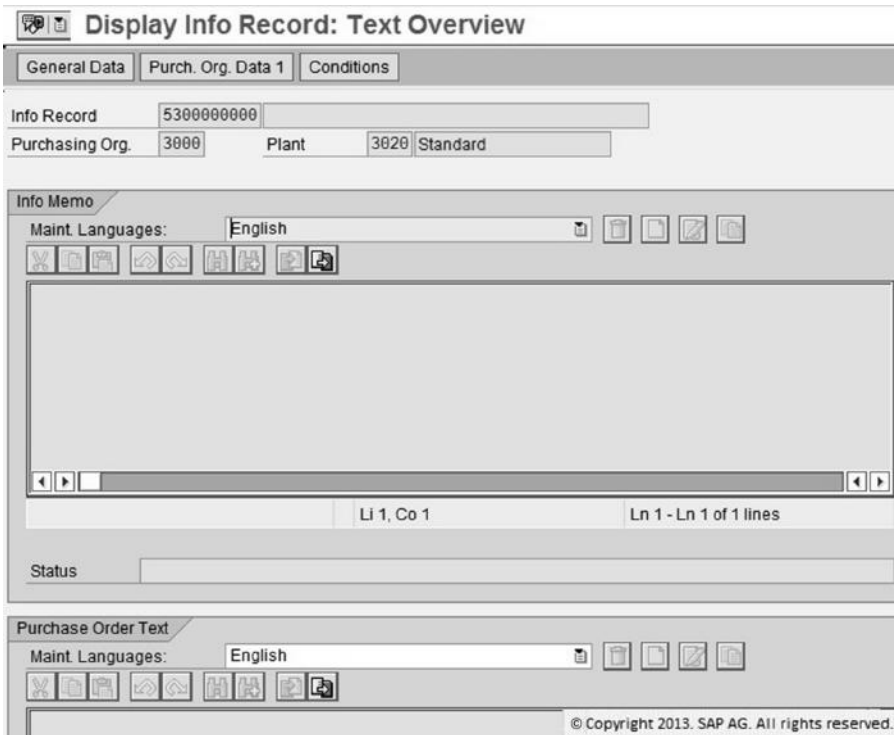 Display Info Record: Text Overview
General Data Purch. Org. Data 1 Conditions
Info Record 5300000000
Purchasing Org. 3000 Plant 3020 Standard
Info Memo
Maint. Languages: English
Li 1, Co 1 Ln 1 - Ln 1 of 1 lines
Status
Purchase Order Text
Maint. Languages: English
© Copyright 2013. SAP AG. All rights reserved.